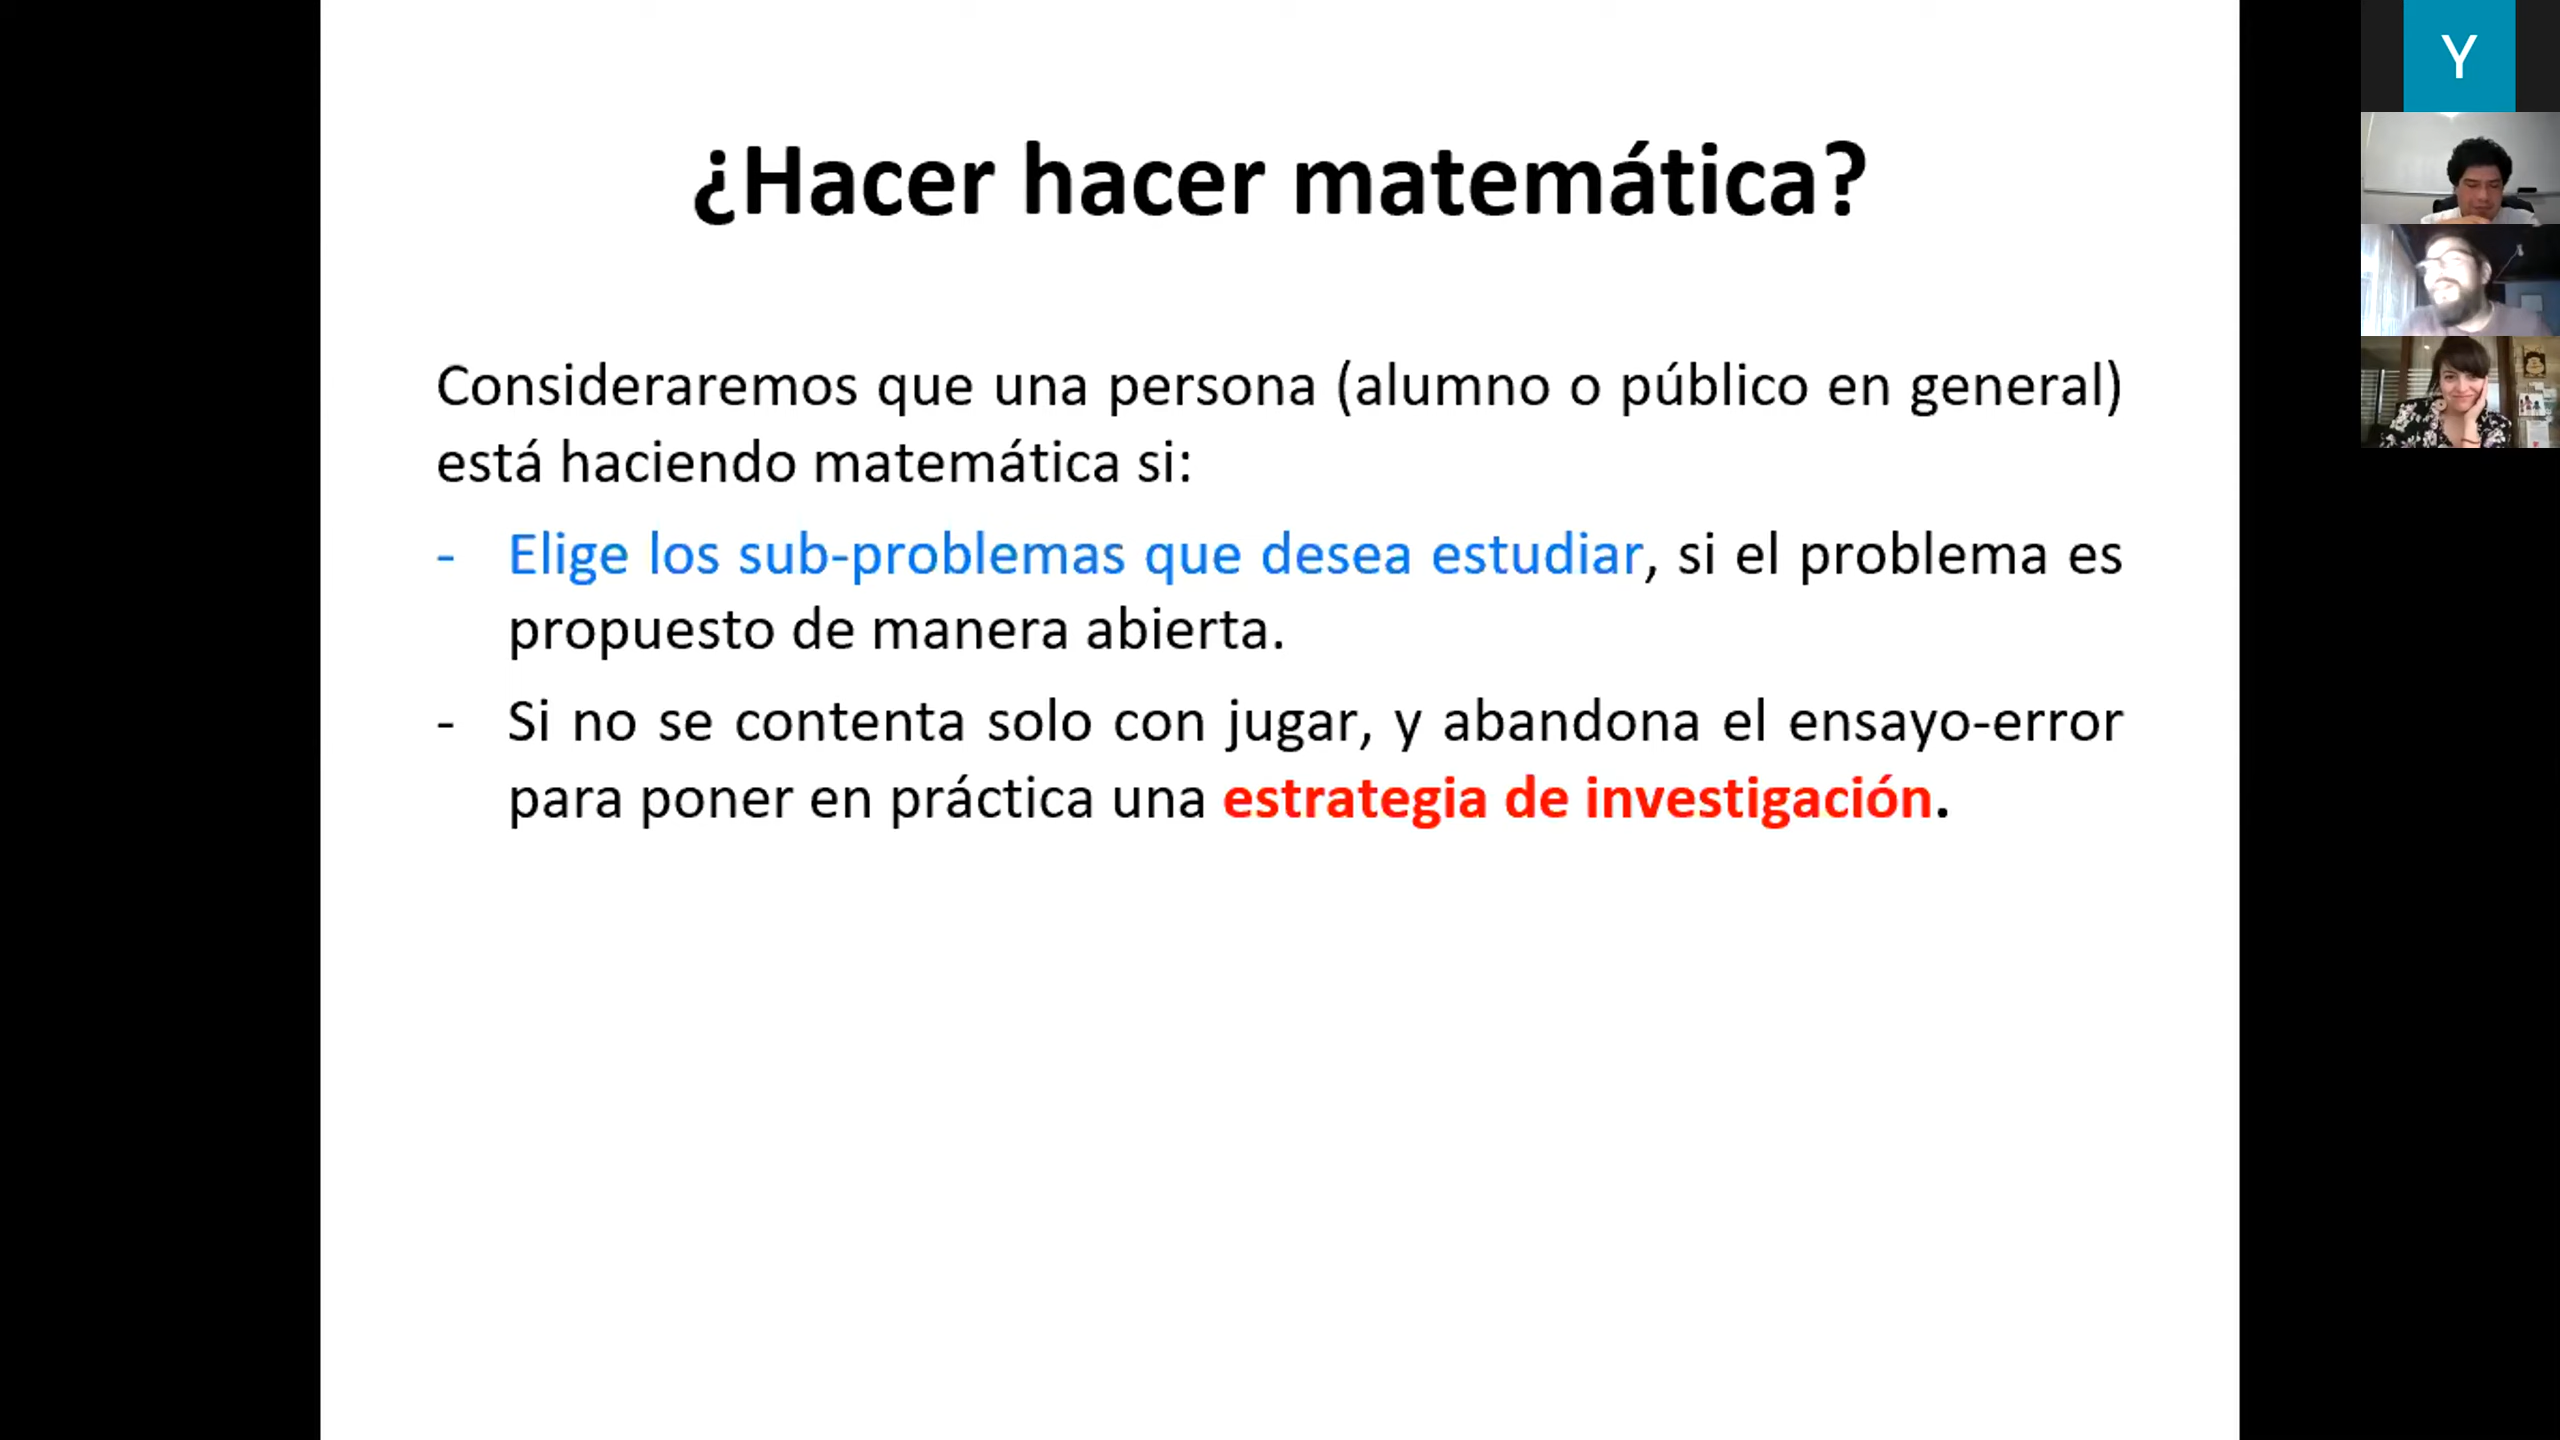 ¿Hacer hacer matemática?
Consideraremos que una persona (alumno o público en general)
está haciendo matemática si:
- Elige los sub-problemas que desea estudiar, si el problema es
propuesto de manera abierta.
- Si no se contenta solo con jugar, y abandona el ensayo-error
para poner en práctica una estrategia de investigación.
Y